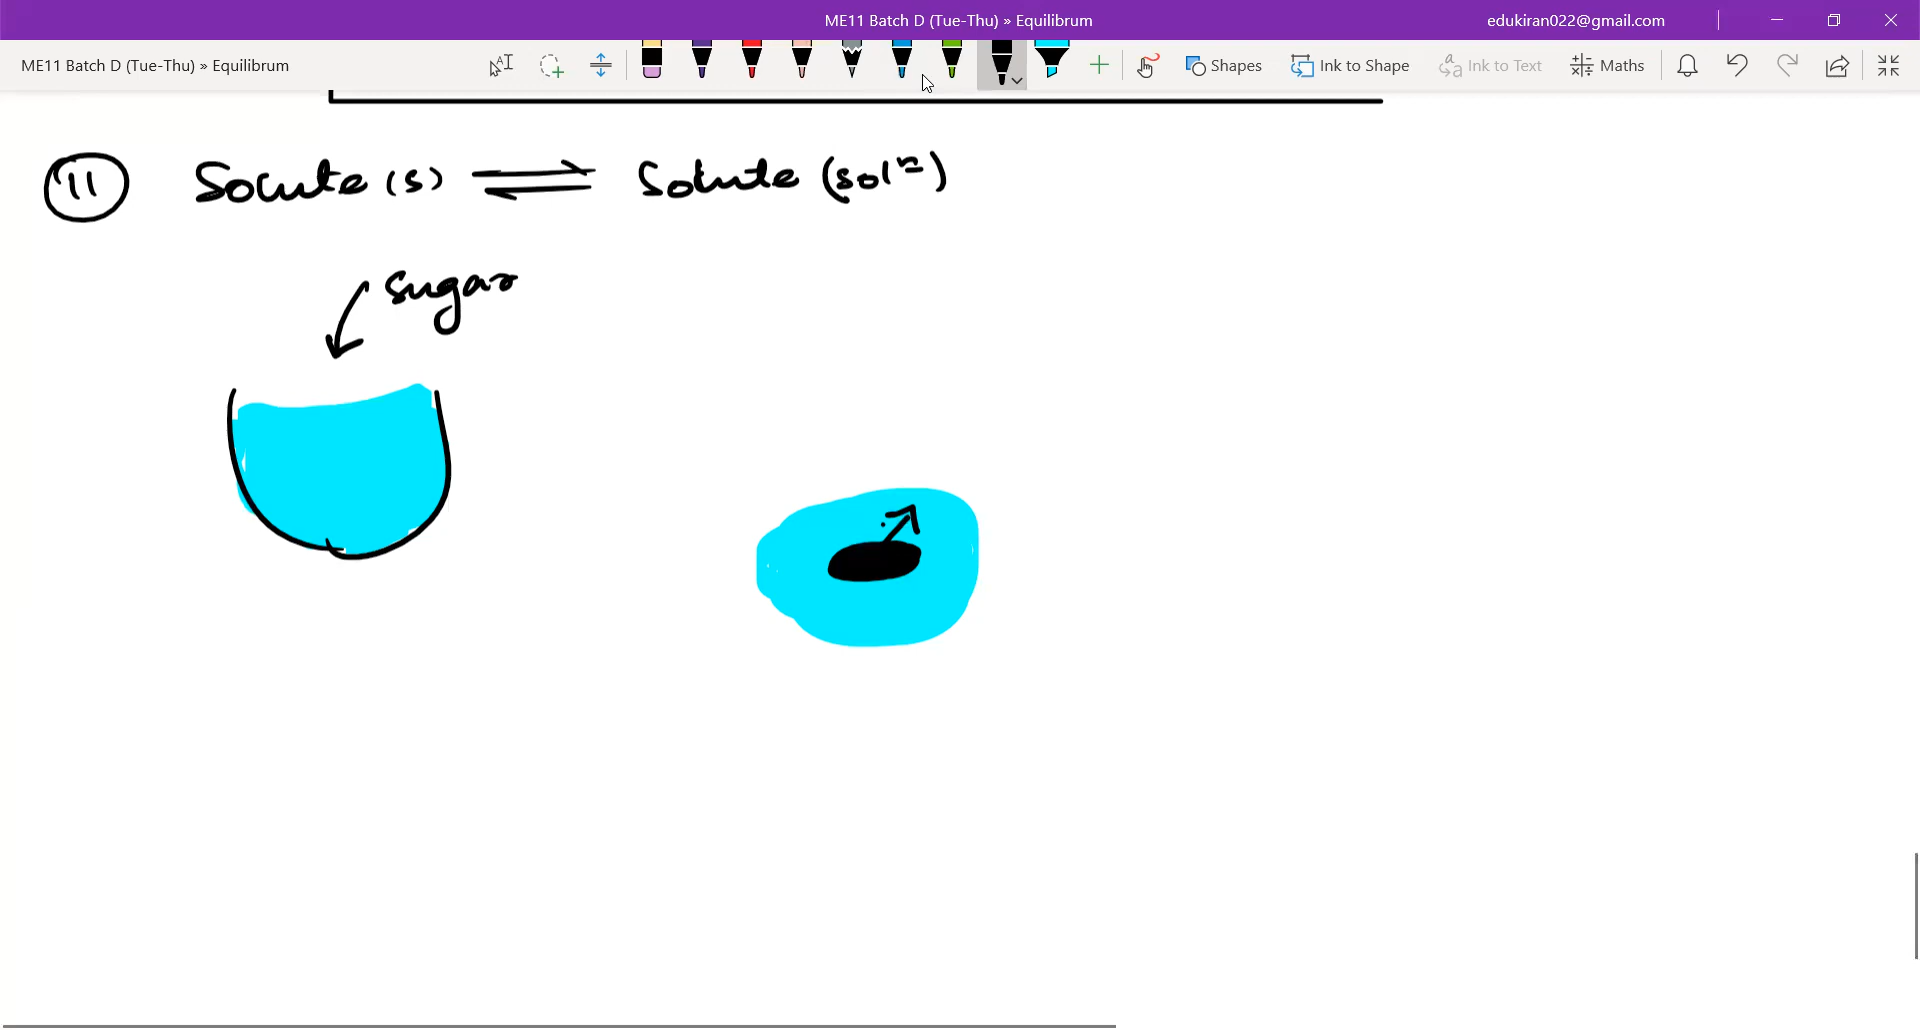 ME11 Batch D (Tue-Thu) » Equilibrum
edukiran022@gmail.com
ME11 Batch D (Tue-Thu) » Equilibrum
Shapes
Ink to Shape
Ink to Text
Maths
11 Solute (s) ⇌ Solute (solⁿ)
sugar